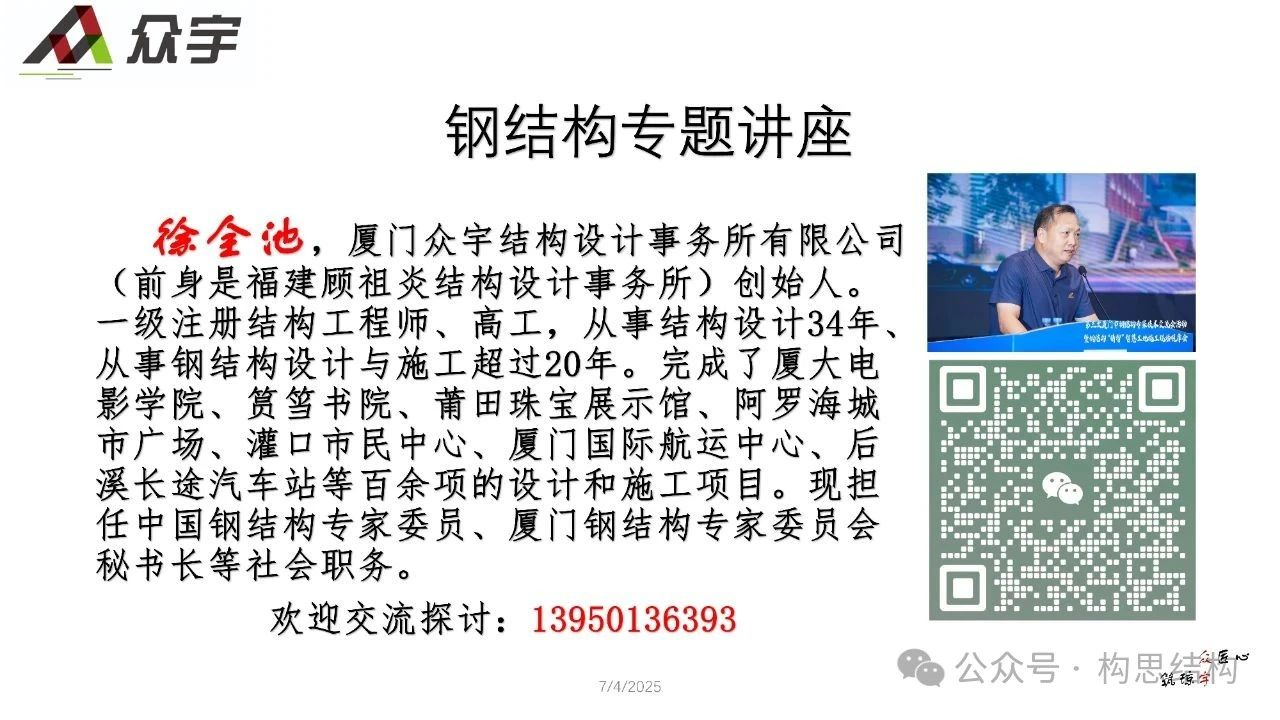 众宇
钢结构专题讲座
徐全池，厦门众宇结构设计事务所有限公司
（前身是福建顾祖炎结构设计事务所）创始人。
一级注册结构工程师、高工，从事结构设计34年、
从事钢结构设计与施工超过20年。完成了厦大电
影学院、筼筜书院、莆田珠宝展示馆、阿罗海城
市广场、灌口市民中心、厦门国际航运中心、后
溪长途汽车站等百余项的设计和施工项目。现担
任中国钢结构专家委员、厦门钢结构专家委员会
秘书长等社会职务。
欢迎交流探讨：13950136393
7/4/2025
公众号·构思结构
众匠心
筑琼宇